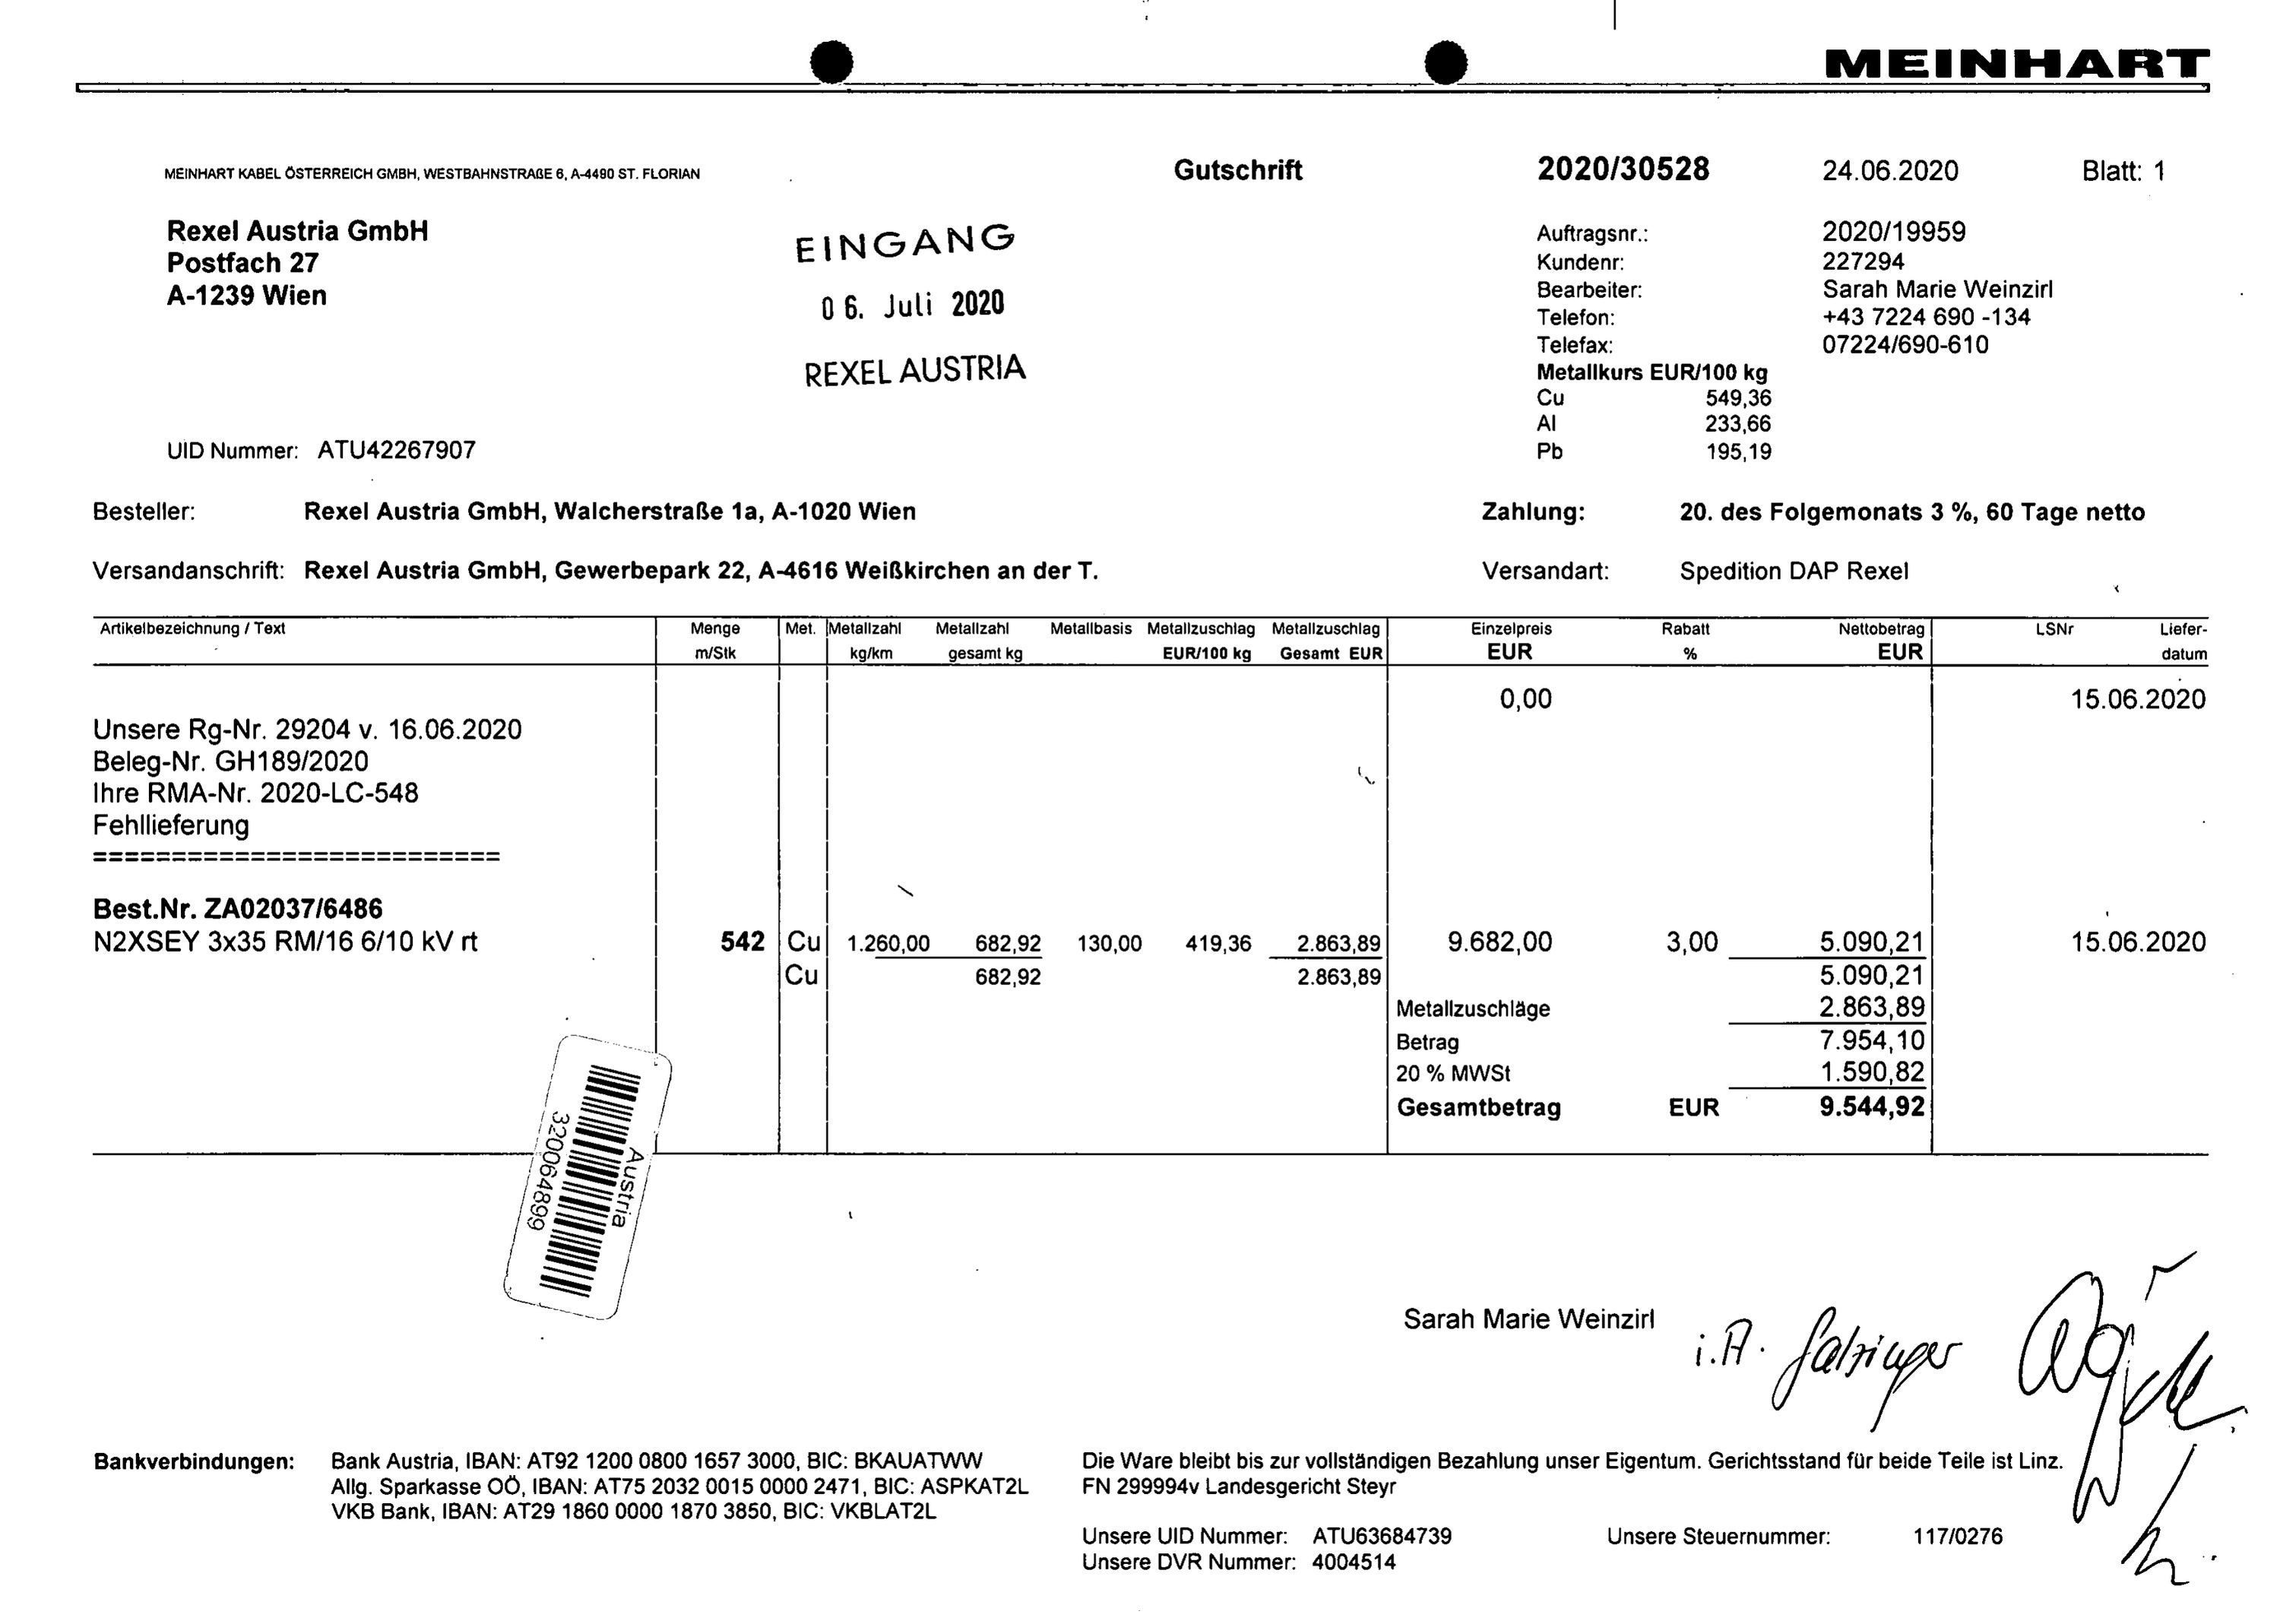 MEINHART
MEINHART KABEL ÖSTERREICH GMBH, WESTBAHNSTRAßE 6, A-4490 ST. FLORIAN
Gutschrift 2020/30528 24.06.2020 Blatt: 1
Rexel Austria GmbH
Postfach 27
A-1239 Wien
EINGANG
06. Juli 2020
REXEL AUSTRIA
Auftragsnr.: 2020/19959
Kundenr: 227294
Bearbeiter: Sarah Marie Weinzirl
Telefon: +43 7224 690 -134
Telefax: 07224/690-610
Metallkurs EUR/100 kg
Cu 549,36
Al 233,66
Pb 195,19
UID Nummer: ATU42267907
Besteller: Rexel Austria GmbH, Walcherstraße 1a, A-1020 Wien
Zahlung: 20. des Folgemonats 3 %, 60 Tage netto
Versandanschrift: Rexel Austria GmbH, Gewerbepark 22, A-4616 Weißkirchen an der T.
Versandart: Spedition DAP Rexel
Artikelbezeichnung / Text Menge Met. Metallzahl Metallzahl Metallbasis Metallzuschlag Metallzuschlag Einzelpreis Rabatt Nettobetrag LSNr Liefer-
m/Stk kg/km gesamt kg EUR/100 kg Gesamt EUR EUR % EUR datum
0,00 15.06.2020
Unsere Rg-Nr. 29204 v. 16.06.2020
Beleg-Nr. GH189/2020
Ihre RMA-Nr. 2020-LC-548
Fehllieferung
==========================
Best.Nr. ZA02037/6486
N2XSEY 3x35 RM/16 6/10 kV rt 542 Cu 1.260,00 682,92 130,00 419,36 2.863,89 9.682,00 3,00 5.090,21 15.06.2020
Cu 682,92 2.863,89 5.090,21
Metallzuschläge 2.863,89
Betrag 7.954,10
20 % MWSt 1.590,82
Gesamtbetrag EUR 9.544,92
Austria
320064899
Sarah Marie Weinzirl
i.A.
Bankverbindungen: Bank Austria, IBAN: AT92 1200 0800 1657 3000, BIC: BKAUATWW
Allg. Sparkasse OÖ, IBAN: AT75 2032 0015 0000 2471, BIC: ASPKAT2L
VKB Bank, IBAN: AT29 1860 0000 1870 3850, BIC: VKBLAT2L
Die Ware bleibt bis zur vollständigen Bezahlung unser Eigentum. Gerichtsstand für beide Teile ist Linz.
FN 299994v Landesgericht Steyr
Unsere UID Nummer: ATU63684739 Unsere Steuernummer: 117/0276
Unsere DVR Nummer: 4004514